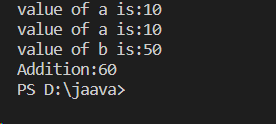 value of a is:10
value of a is:10
value of b is:50
Addition:60
PS D:\jaava>